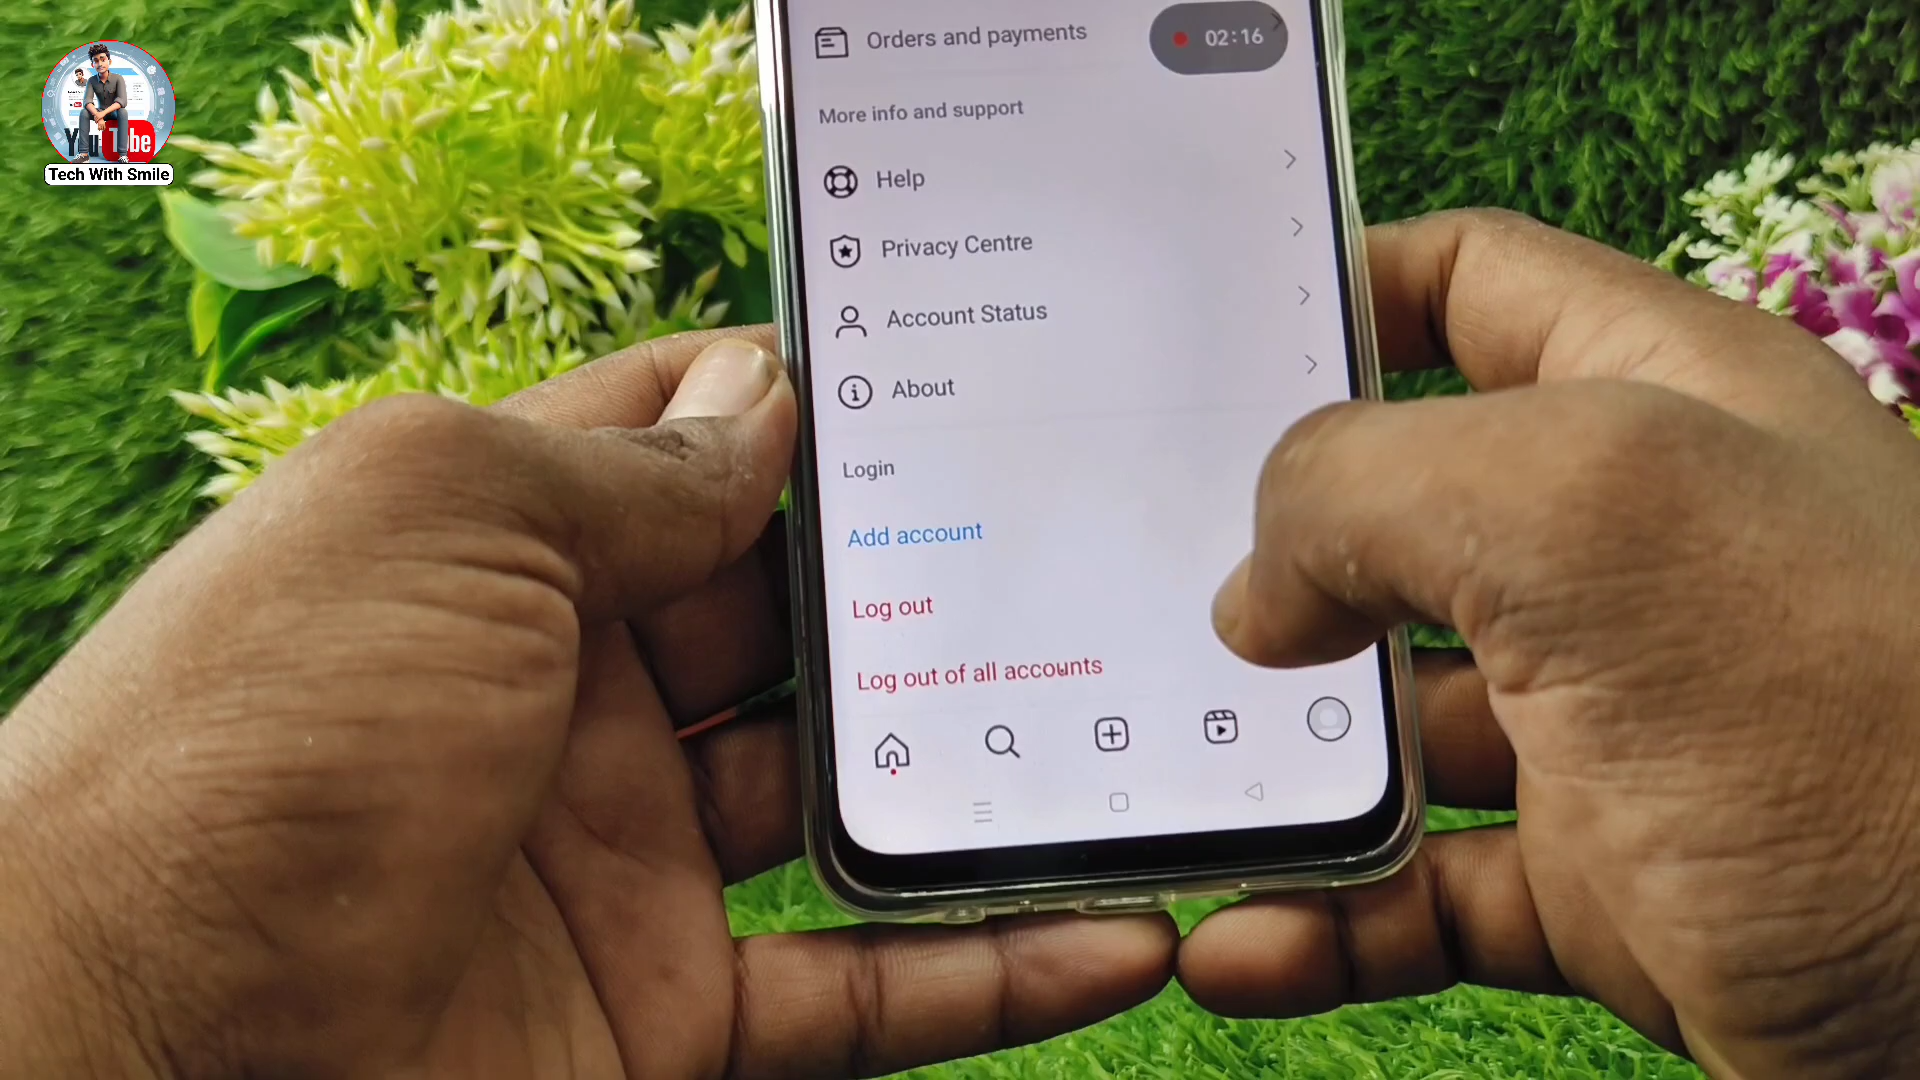 Orders and payments
02:16
More info and support
Help
Privacy Centre
Account Status
About
Login
Add account
Log out
Log out of all accounts
YouTube
Tech With Smile